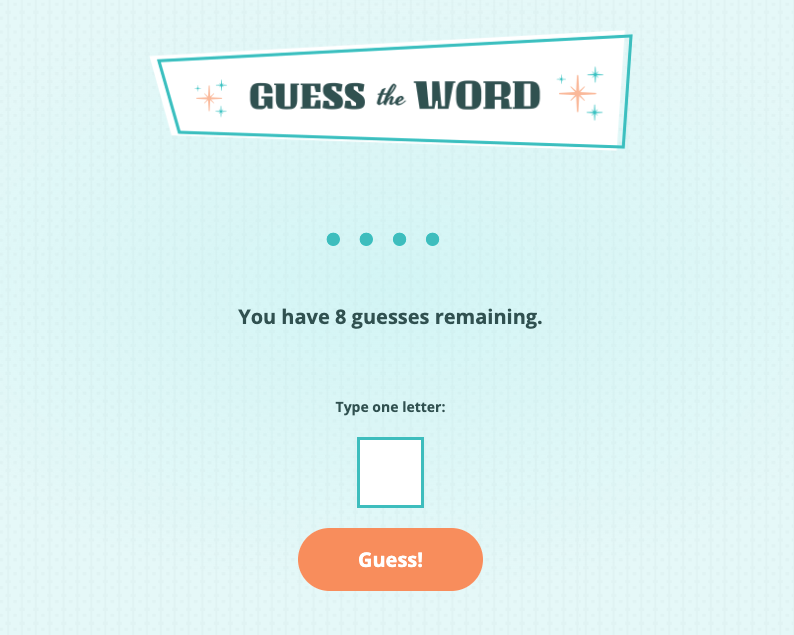 GUESS the WORD
● ● ● ●
You have 8 guesses remaining.
Type one letter:
Guess!